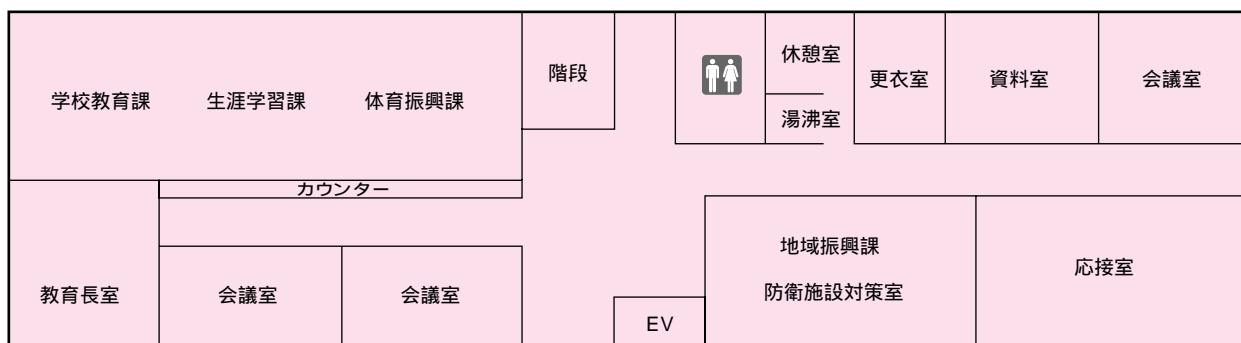 学校教育課
生涯学習課
体育振興課
階段
休憩室
湯沸室
更衣室
資料室
会議室
カウンター
教育長室
会議室
会議室
EV
地域振興課
防衛施設対策室
応接室